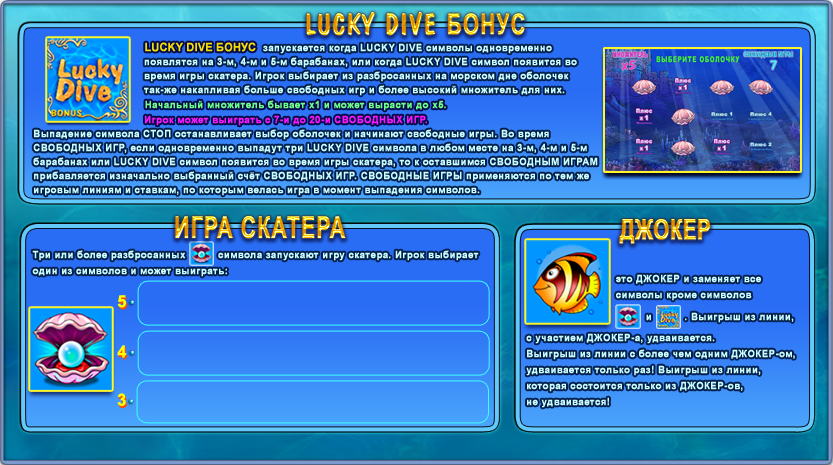 LUCKY DIVE БОНУС
Lucky
Dive
BONUS
LUCKY DIVE БОНУС запускается когда LUCKY DIVE символы одновременно
появлятся на 3-м, 4-м и 5-м барабанах, или когда LUCKY DIVE символ появится во
время игры скатера. Игрок выбирает из разбросанных на морском дне оболочек
так-же накапливая больше свободных игр и более высокий множитель для них.
Начальный множитель бывает x1 и может вырасти до x5.
Игрок может выиграть с 7-и до 20-и СВОБОДНЫХ ИГР.
ВЫБЕРИТЕ ОБОЛОЧКУ
x5
7
Плюс
x1
Плюс
x1
Плюс 1
Плюс 4
Плюс
x1
Плюс
x1
Плюс 2
Выпадение символа СТОП останавливает выбор оболочек и начинают свободные игры. Во время
СВОБОДНЫХ ИГР, если одновременно выпадут три LUCKY DIVE символа в любом месте на 3-м, 4-м и 5-м
барабанах или LUCKY DIVE символ появится во время игры скатера, то к оставшимся СВОБОДНЫМ ИГРАМ
прибавляется изначально выбранный счёт СВОБОДНЫХ ИГР. СВОБОДНЫЕ ИГРЫ применяются по тем же
игровым линиям и ставкам, по которым велась игра в момент выпадения символов.
ИГРА СКАТЕРА
Три или более разбросанных символа запускают игру скатера. Игрок выбирает
один из символов и может выиграть:
5 -
4 -
3 -
ДЖОКЕР
это ДЖОКЕР и заменяет все
символы кроме символов
и . Выигрыш из линии,
с участием ДЖОКЕР-а, удваивается.
Выигрыш из линии с более чем одним ДЖОКЕР-ом,
удваивается только раз! Выигрыш из линии,
которая состоится только из ДЖОКЕР-ов,
не удваивается!